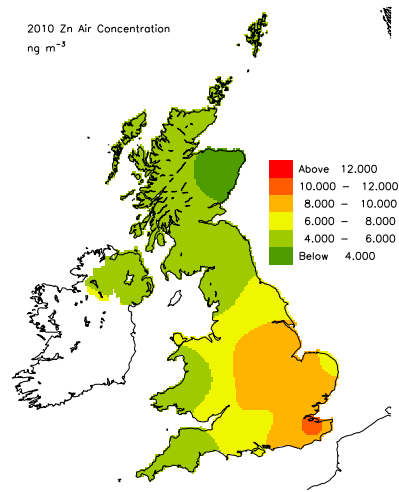 2010 Zn Air Concentration
ng m⁻³
Above 12.000
10.000 – 12.000
8.000 – 10.000
6.000 – 8.000
4.000 – 6.000
Below 4.000